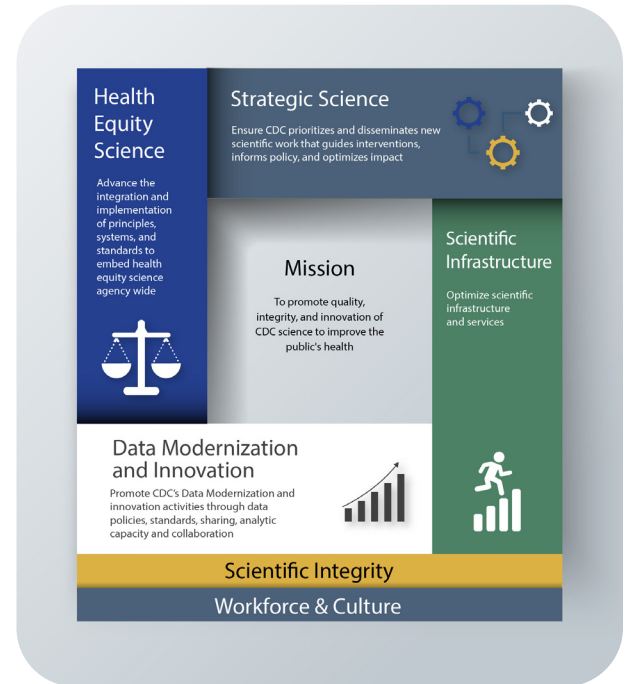 Health
Equity
Science
Advance the
integration and
implementation
of principles,
systems, and
standards to
embed health
equity science
agency wide
Strategic Science
Ensure CDC prioritizes and disseminates new
scientific work that guides interventions,
informs policy, and optimizes impact
Mission
To promote quality,
integrity, and innovation of
CDC science to improve the
public's health
Scientific
Infrastructure
Optimize scientific
infrastructure
and services
Data Modernization
and Innovation
Promote CDC's Data Modernization and
innovation activities through data
policies, standards, sharing, analytic
capacity and collaboration
Scientific Integrity
Workforce & Culture